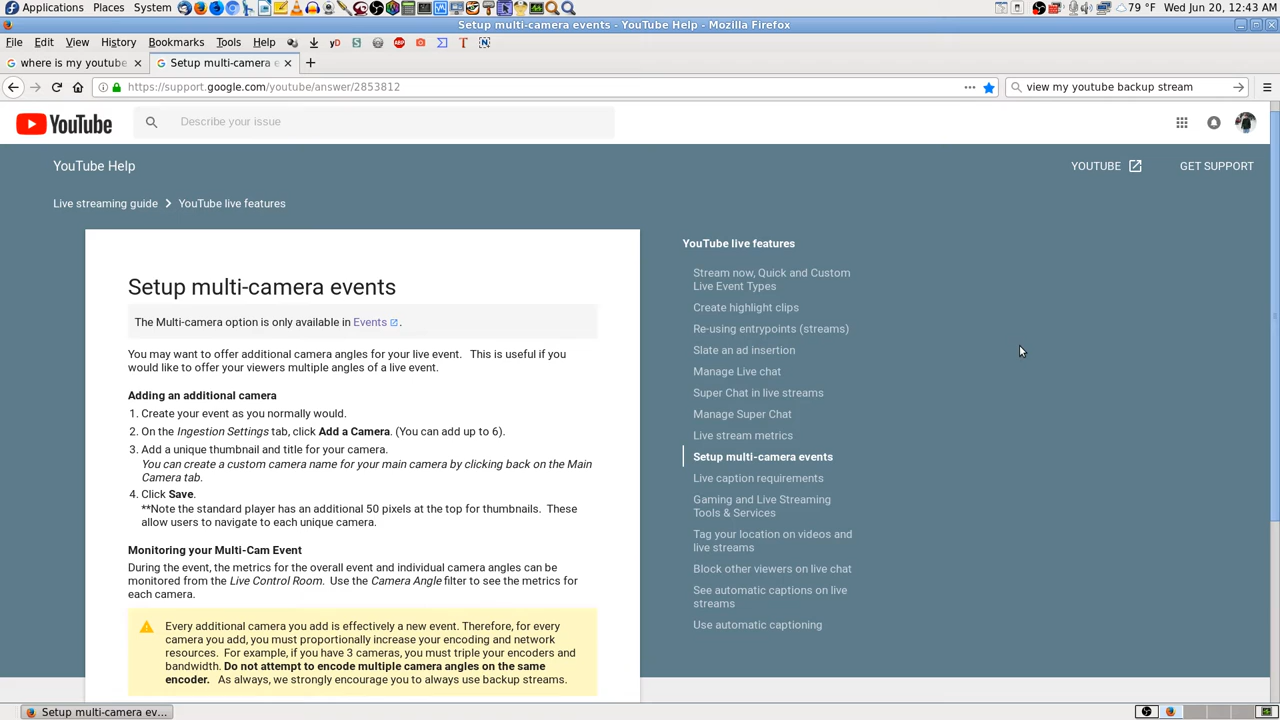 Applications Places System 79 °F Wed Jun 20, 12:43 AM
Setup multi-camera events - YouTube Help - Mozilla Firefox
File Edit View History Bookmarks Tools Help
where is my youtube
Setup multi-camera e
https://support.google.com/youtube/answer/2853812
view my youtube backup stream
YouTube
Describe your issue
YouTube Help
YOUTUBE
GET SUPPORT
Live streaming guide
YouTube live features
Setup multi-camera events
The Multi-camera option is only available in Events .
You may want to offer additional camera angles for your live event. This is useful if you
would like to offer your viewers multiple angles of a live event.
Adding an additional camera
1. Create your event as you normally would.
2. On the Ingestion Settings tab, click Add a Camera. (You can add up to 6).
3. Add a unique thumbnail and title for your camera.
You can create a custom camera name for your main camera by clicking back on the Main
Camera tab.
4. Click Save.
**Note the standard player has an additional 50 pixels at the top for thumbnails. These
allow users to navigate to each unique camera.
Monitoring your Multi-Cam Event
During the event, the metrics for the overall event and individual camera angles can be
monitored from the Live Control Room. Use the Camera Angle filter to see the metrics for
each camera.
Every additional camera you add is effectively a new event. Therefore, for every
camera you add, you must proportionally increase your encoding and network
resources. For example, if you have 3 cameras, you must triple your encoders and
bandwidth. Do not attempt to encode multiple camera angles on the same
encoder. As always, we strongly encourage you to always use backup streams.
YouTube live features
Stream now, Quick and Custom
Live Event Types
Create highlight clips
Re-using entrypoints (streams)
Slate an ad insertion
Manage Live chat
Super Chat in live streams
Manage Super Chat
Live stream metrics
Setup multi-camera events
Live caption requirements
Gaming and Live Streaming
Tools & Services
Tag your location on videos and
live streams
Block other viewers on live chat
See automatic captions on live
streams
Use automatic captioning
Setup multi-camera ev...